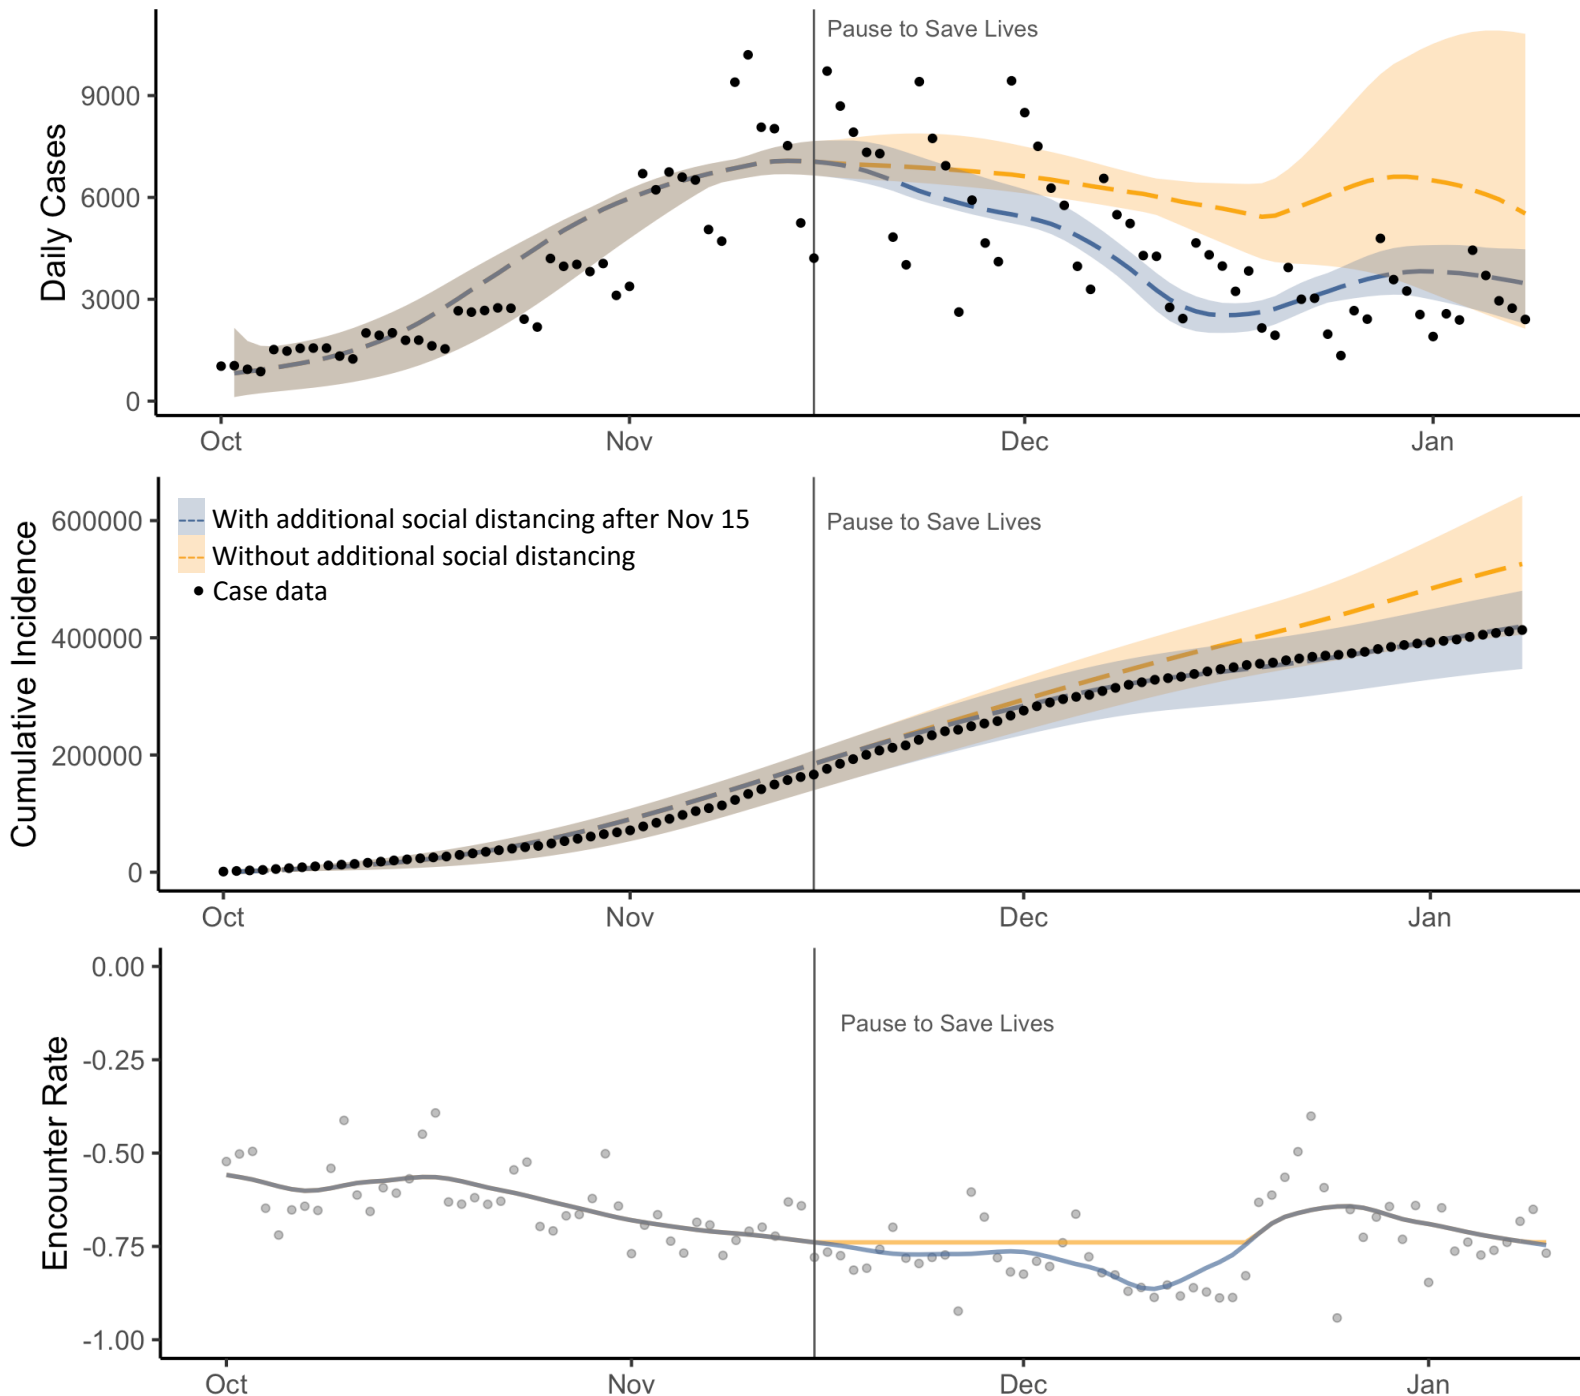 Pause to Save Lives
Daily Cases
9000
6000
3000
0
Oct
Nov
Dec
Jan
Pause to Save Lives
With additional social distancing after Nov 15
Without additional social distancing
Case data
Cumulative Incidence
600000
400000
200000
0
Oct
Nov
Dec
Jan
Pause to Save Lives
Encounter Rate
0.00
-0.25
-0.50
-0.75
-1.00
Oct
Nov
Dec
Jan